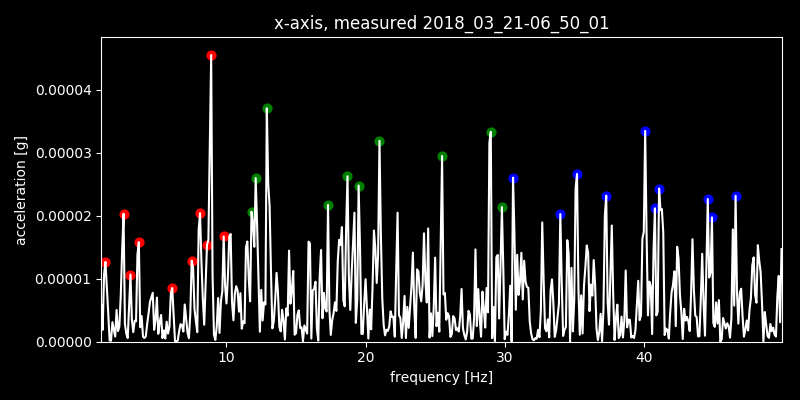 x-axis, measured 2018_03_21-06_50_01
acceleration [g]
0.00004
0.00003
0.00002
0.00001
0.00000
10 20 30 40
frequency [Hz]